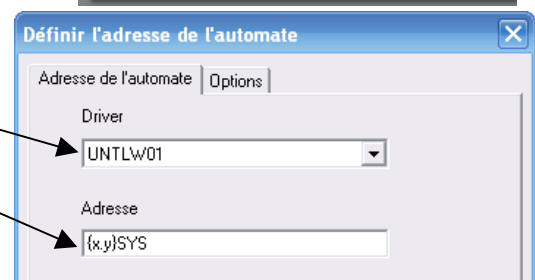 Définir l'adresse de l'automate
Adresse de l'automate Options
Driver
UNTLW01
Adresse
{x.y}SYS